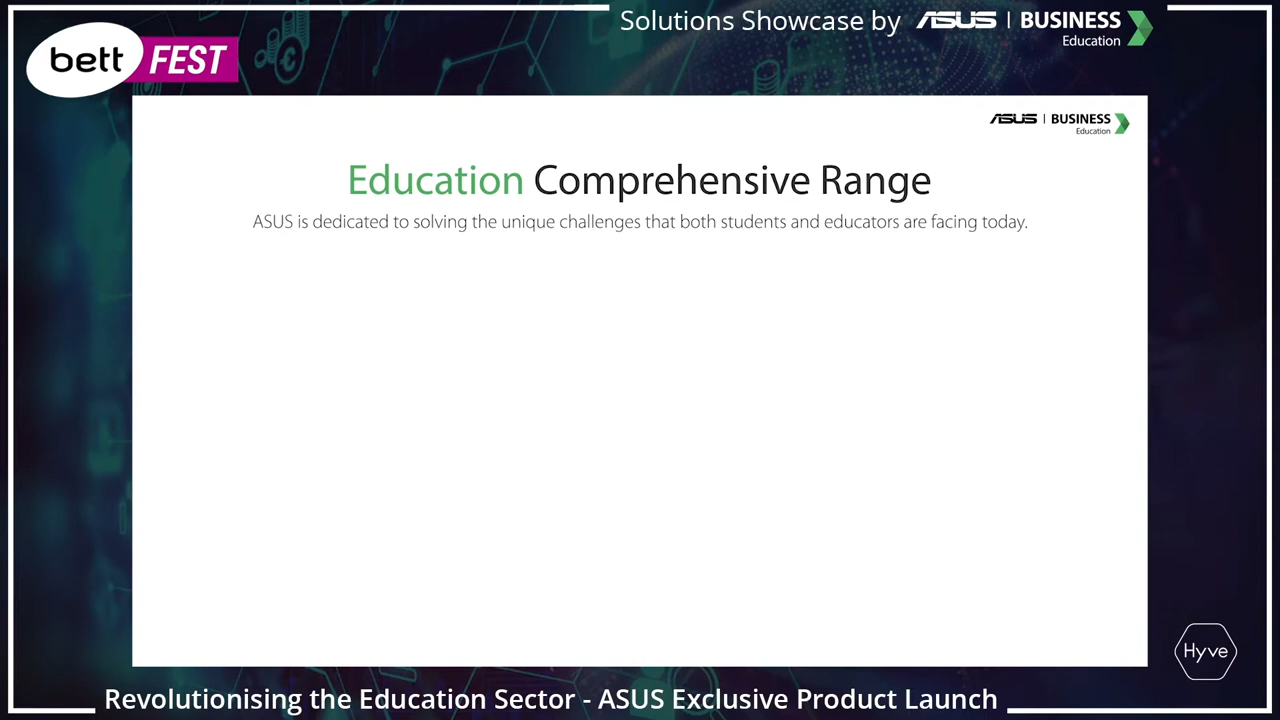 Solutions Showcase by ASUS | BUSINESS
Education
bett FEST
ASUS | BUSINESS
Education
Education Comprehensive Range
ASUS is dedicated to solving the unique challenges that both students and educators are facing today.
Hyve
Revolutionising the Education Sector - ASUS Exclusive Product Launch